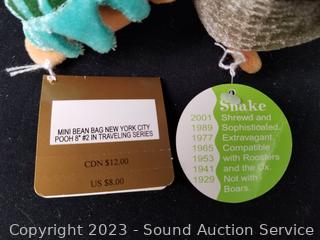 MINI BEAN BAG NEW YORK CITY
POOH 8" #2 IN TRAVELING SERIES
CDN $12.00
US $8.00
Snake
2001 Shrewd and
1989 Sophisticated.
1977 Extravagant.
1965 Compatible
1953 with Roosters
1941 and the Ox.
1929 Not with
Boars.
Copyright 2023 - Sound Auction Service